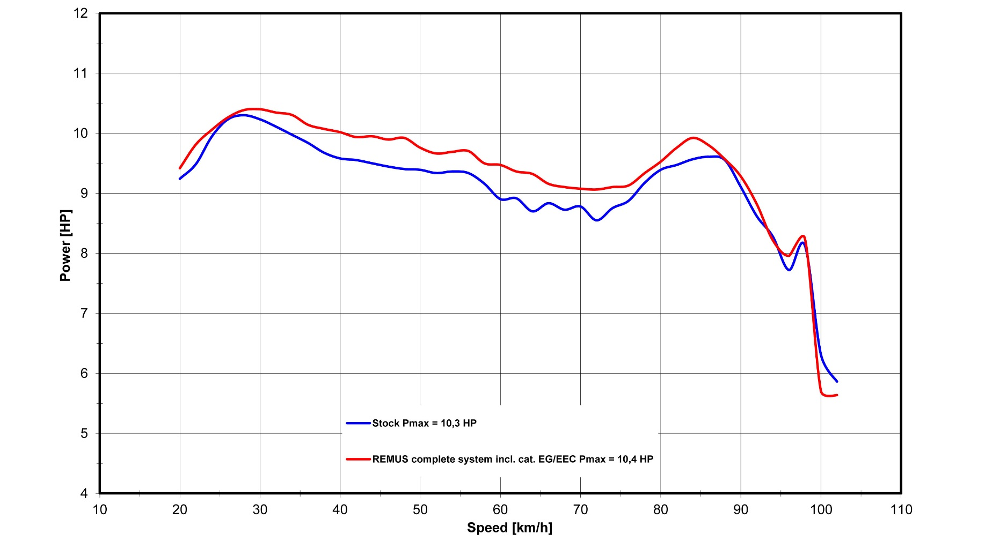 12
11
10
9
8
7
6
5
4
Power [HP]
Stock Pmax = 10,3 HP
REMUS complete system incl. cat. EG/EEC Pmax = 10,4 HP
10 20 30 40 50 60 70 80 90 100 110
Speed [km/h]